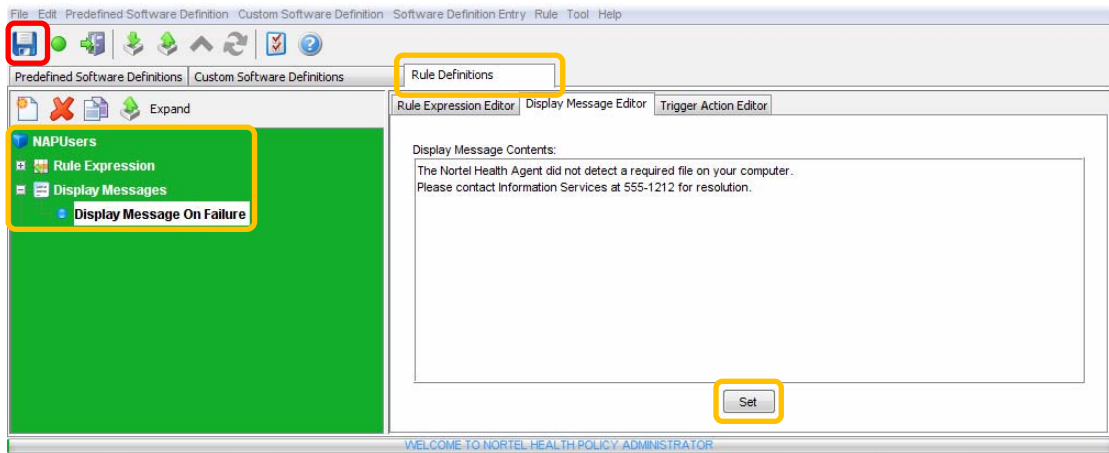 File Edit Predefined Software Definition Custom Software Definition Software Definition Entry Rule Tool Help
Predefined Software Definitions Custom Software Definitions Rule Definitions
Expand
Rule Expression Editor Display Message Editor Trigger Action Editor
NAPUsers
Rule Expression
Display Messages
Display Message On Failure
Display Message Contents:
The Nortel Health Agent did not detect a required file on your computer.
Please contact Information Services at 555-1212 for resolution.
Set
WELCOME TO NORTEL HEALTH POLICY ADMINISTRATOR